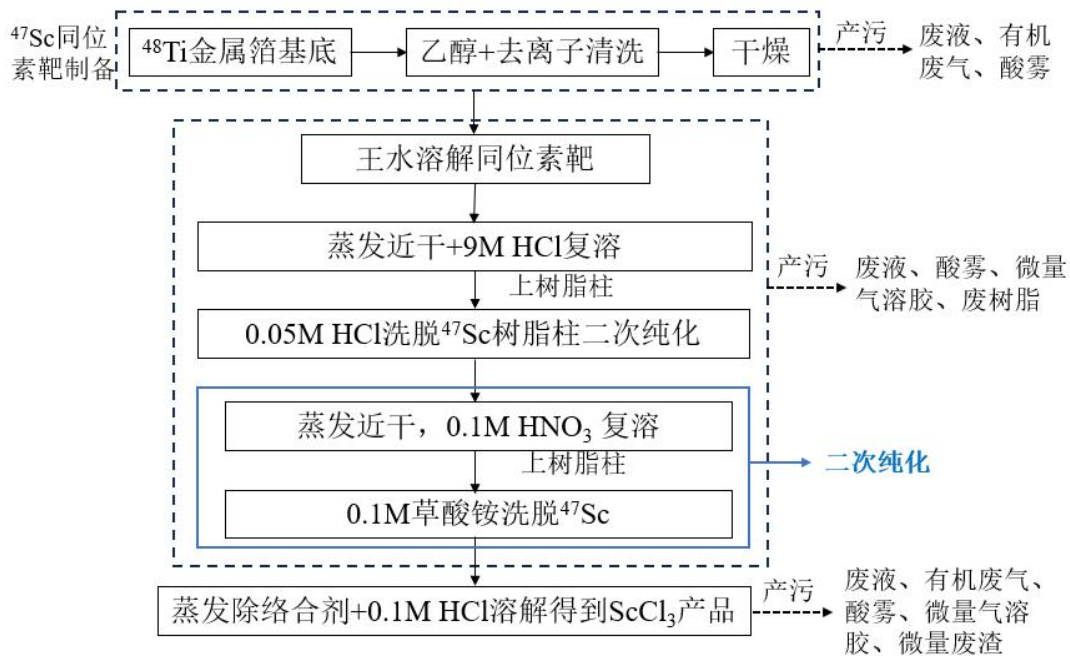 ⁴⁷Sc同位
素靶制备
⁴⁸Ti金属箔基底
乙醇+去离子清洗
干燥
产污
废液、有机
废气、酸雾
王水溶解同位素靶
蒸发近干+9M HCl复溶
上树脂柱
0.05M HCl洗脱⁴⁷Sc树脂柱二次纯化
产污
废液、酸雾、微量
气溶胶、废树脂
蒸发近干，0.1M HNO₃ 复溶
上树脂柱
0.1M草酸铵洗脱⁴⁷Sc
二次纯化
蒸发除络合剂+0.1M HCl溶解得到ScCl₃产品
产污
废液、有机废气、
酸雾、微量气溶
胶、微量废渣